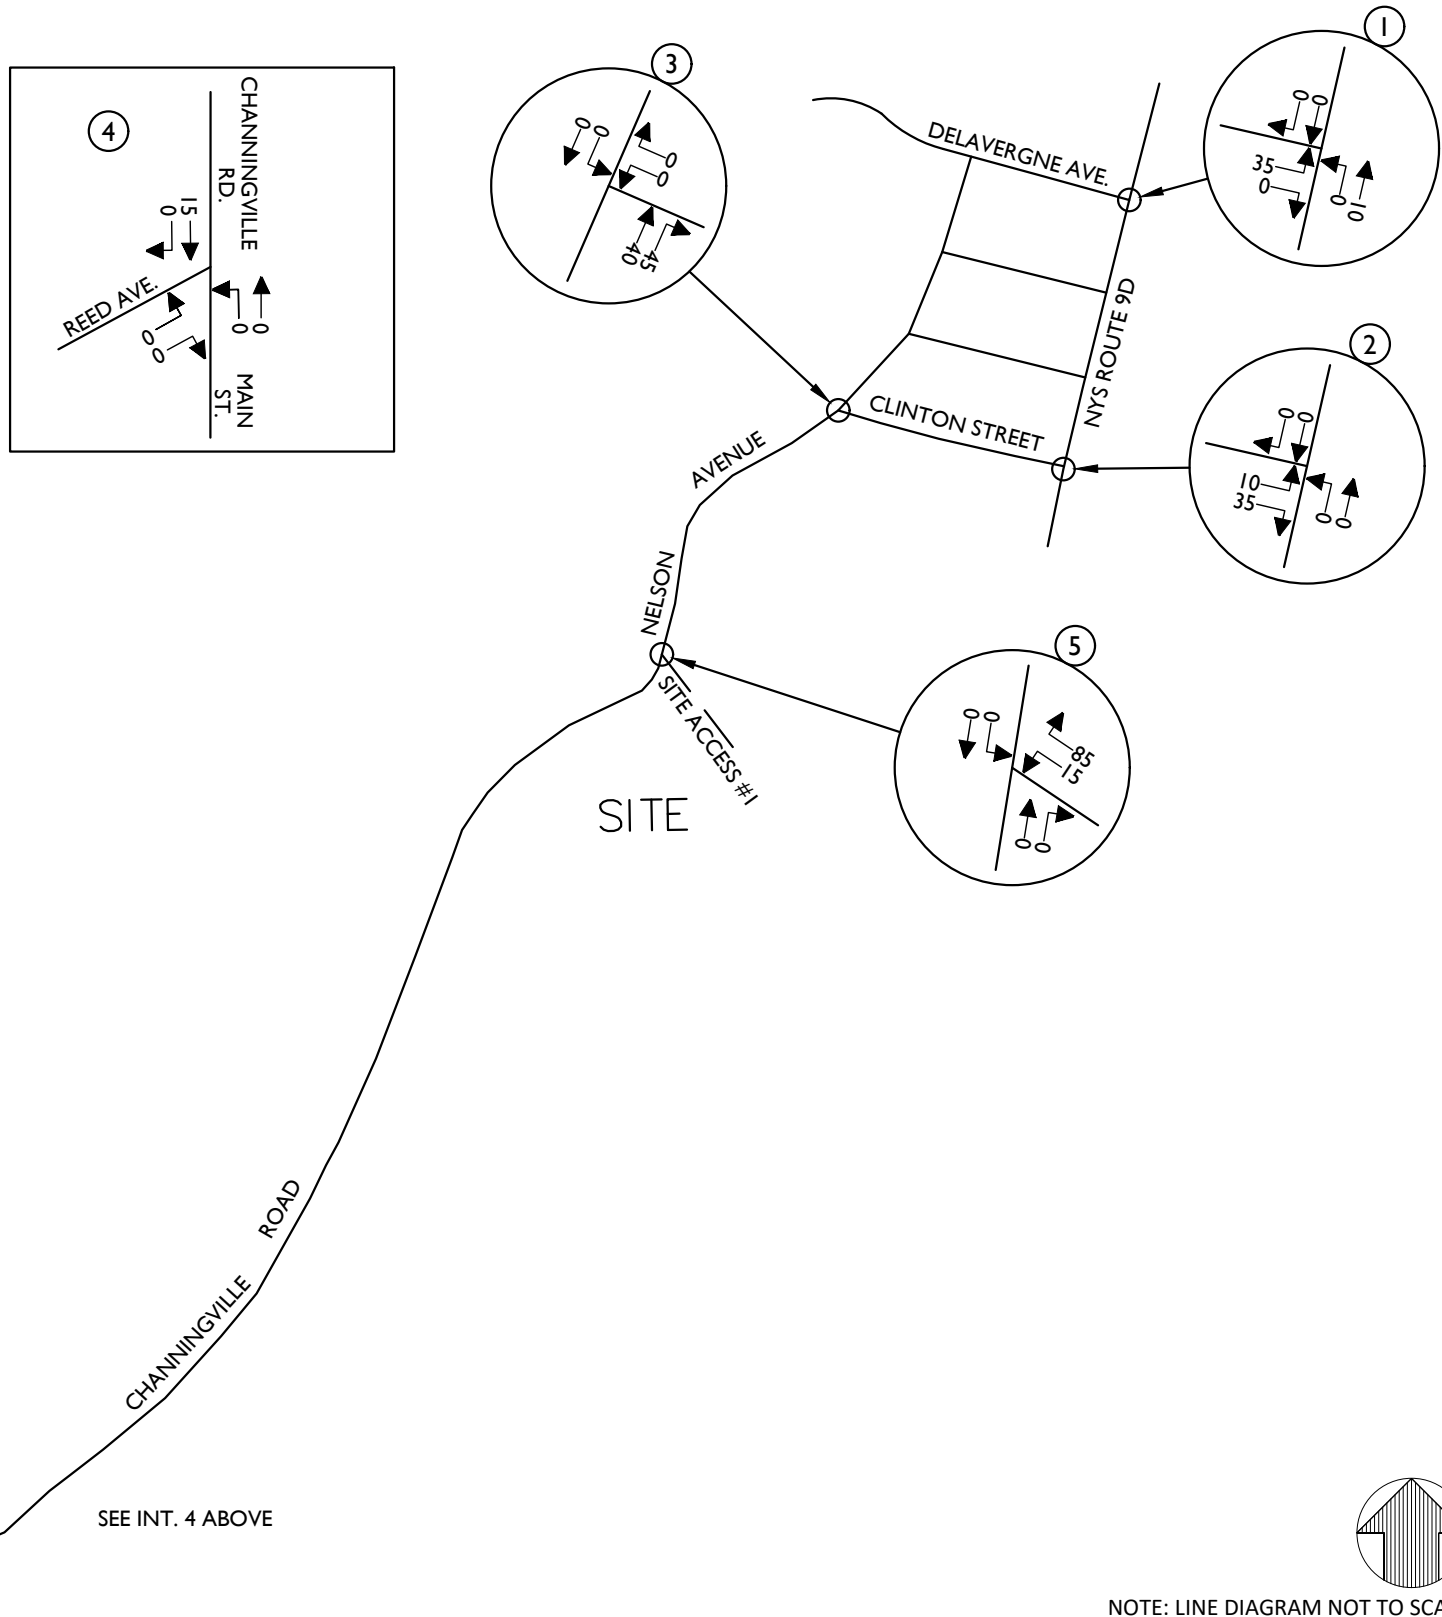 1
0
0
35
0
0
10
3
0
0
0
0
40
45
DELAVERGNE AVE.
CHANNINGVILLE
RD.
4
15
0
REED AVE.
0
0
0
0
MAIN
ST.
NYS ROUTE 9D
2
0
0
10
35
0
0
CLINTON STREET
AVENUE
NELSON
SITE ACCESS #1
SITE
5
0
0
85
15
0
0
ROAD
CHANNINGVILLE
SEE INT. 4 ABOVE
NOTE: LINE DIAGRAM NOT TO SCA